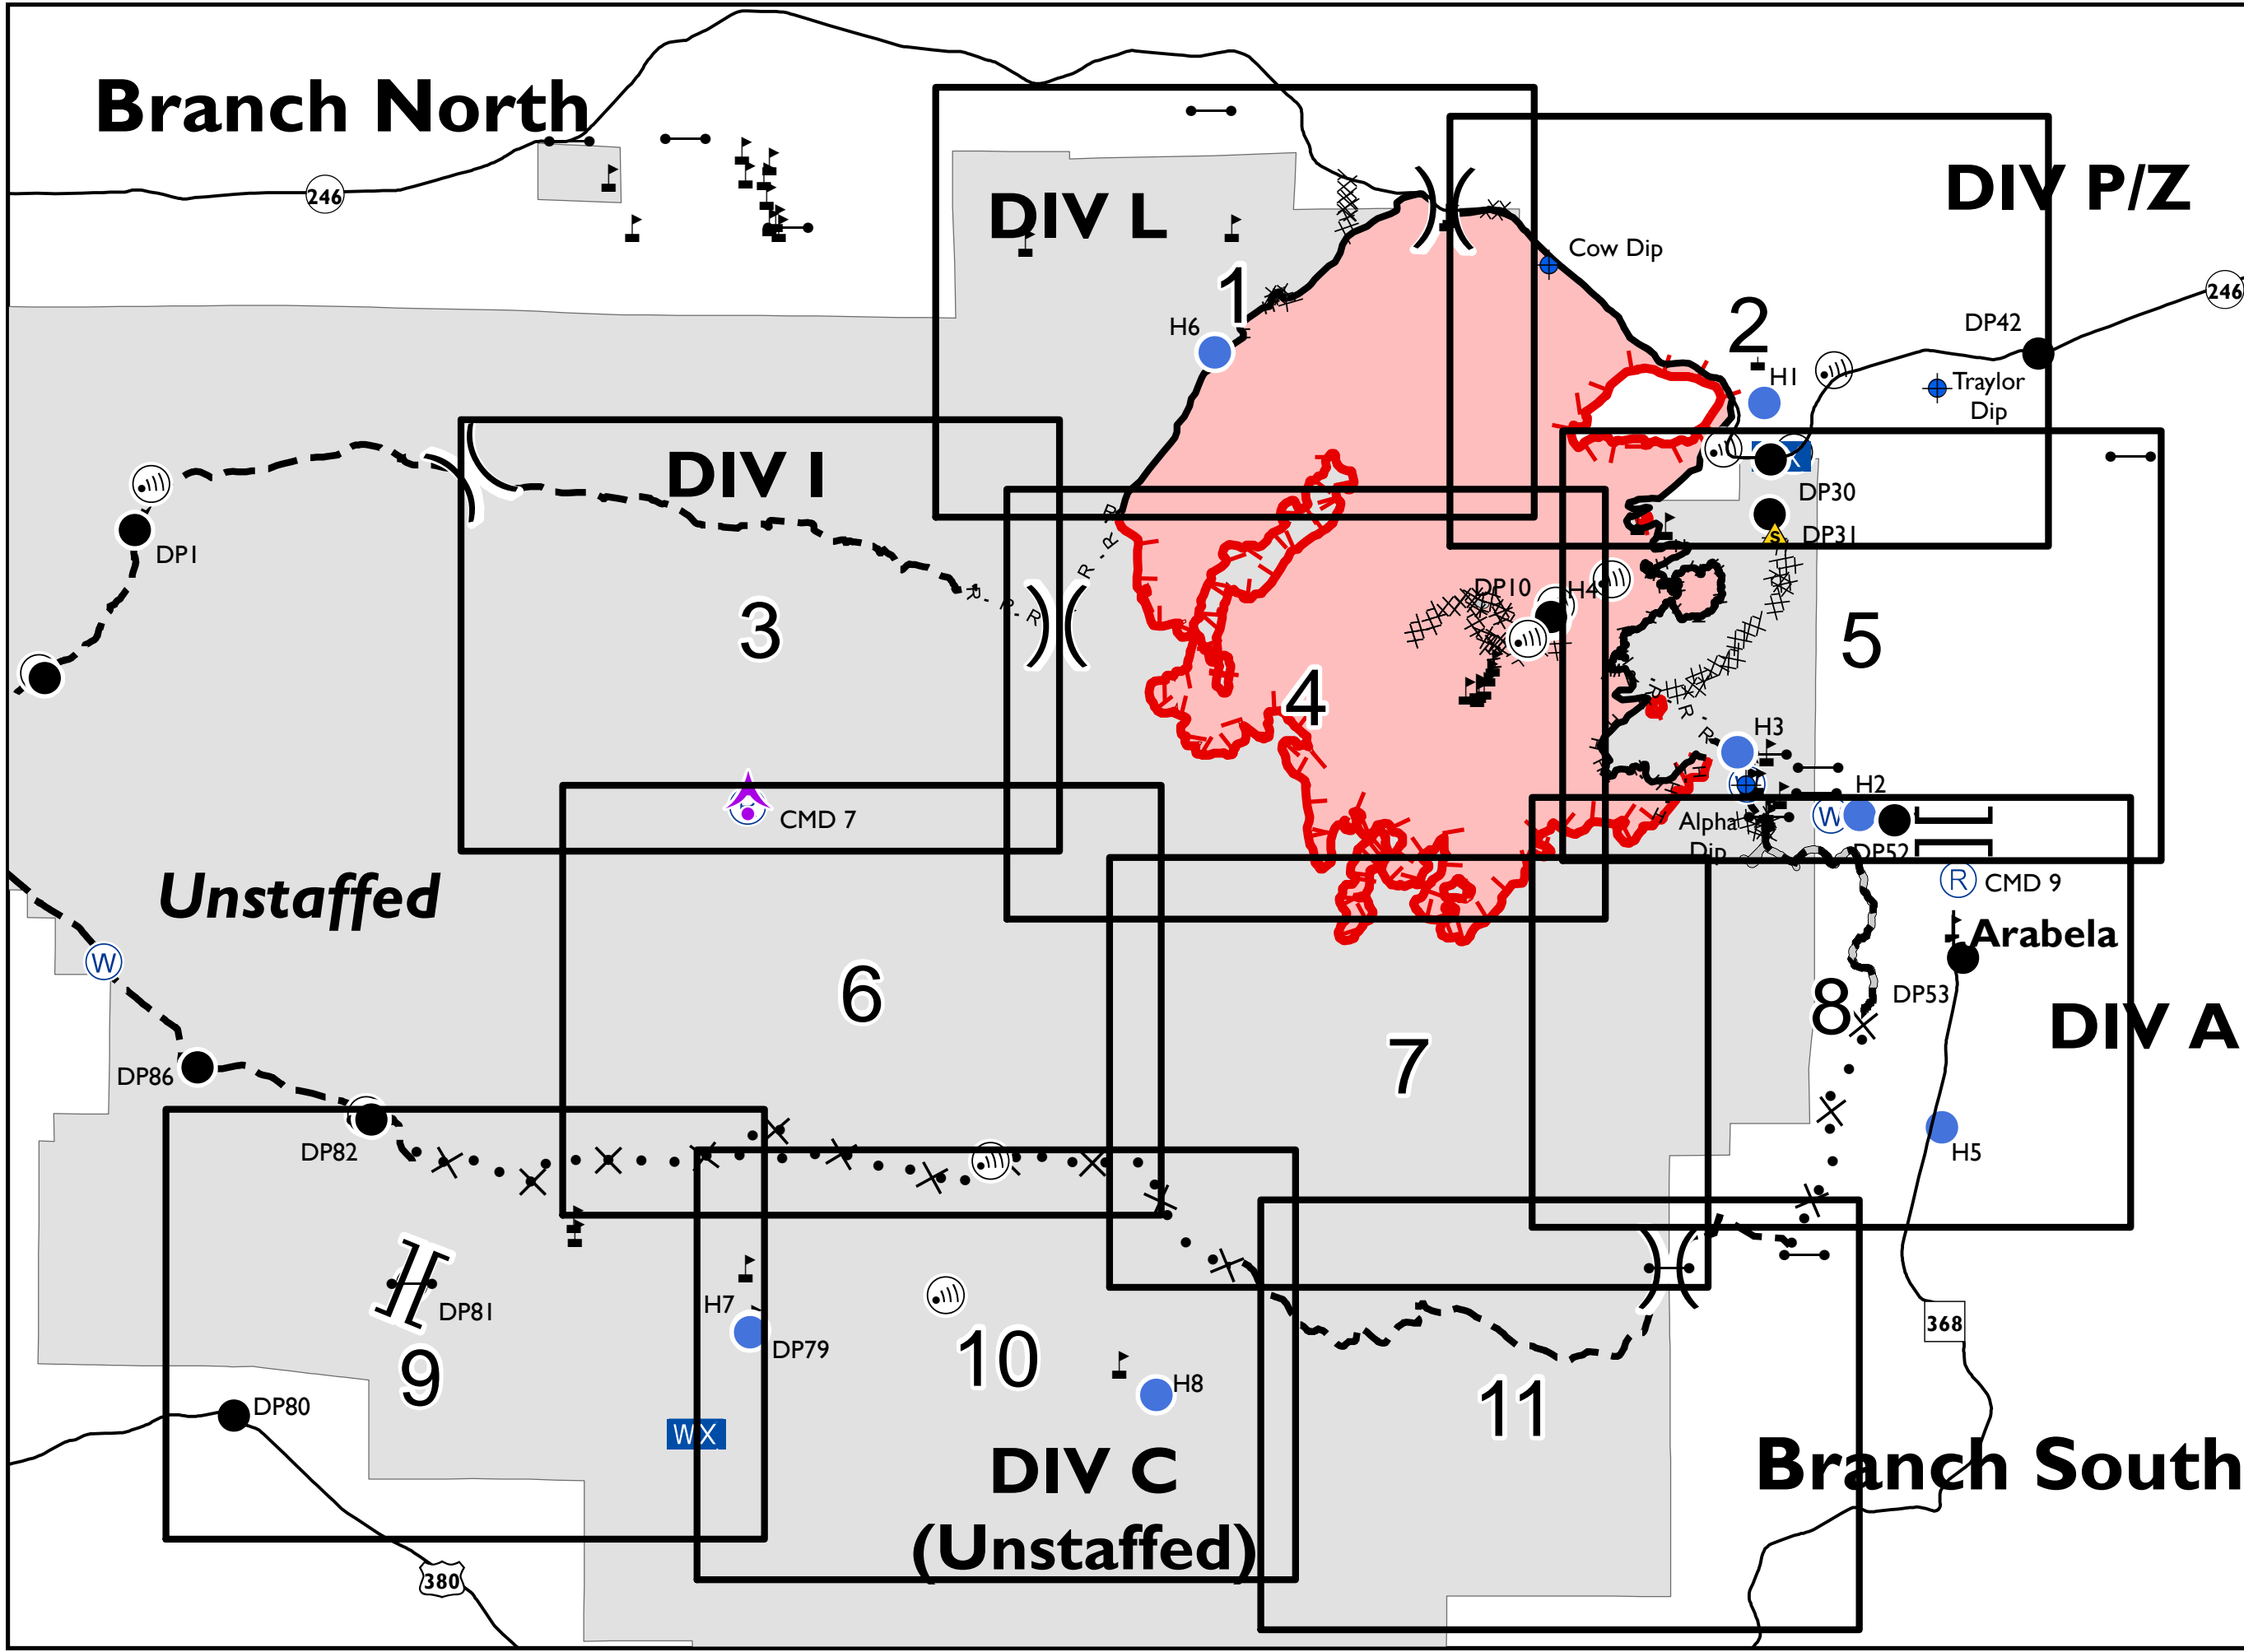 Branch North
246
DIV L
DIV P/Z
Cow Dip
246
1
2
H6
DP42
H1
Traylor
Dip
DIV I
DP30
DP1
S
DP31
R
R
R
R - R - R
DP10
H4
3
5
4
R
R - R
R
H3
H2
CMD 7
W
Alpha
Dip
DP52
R
CMD 9
Unstaffed
Arabela
W
6
8
DP53
7
DIV A
DP86
DP82
H5
DP81
H7
DP79
368
9
10
H8
11
DP80
WX
DIV C
Branch South
(Unstaffed)
380